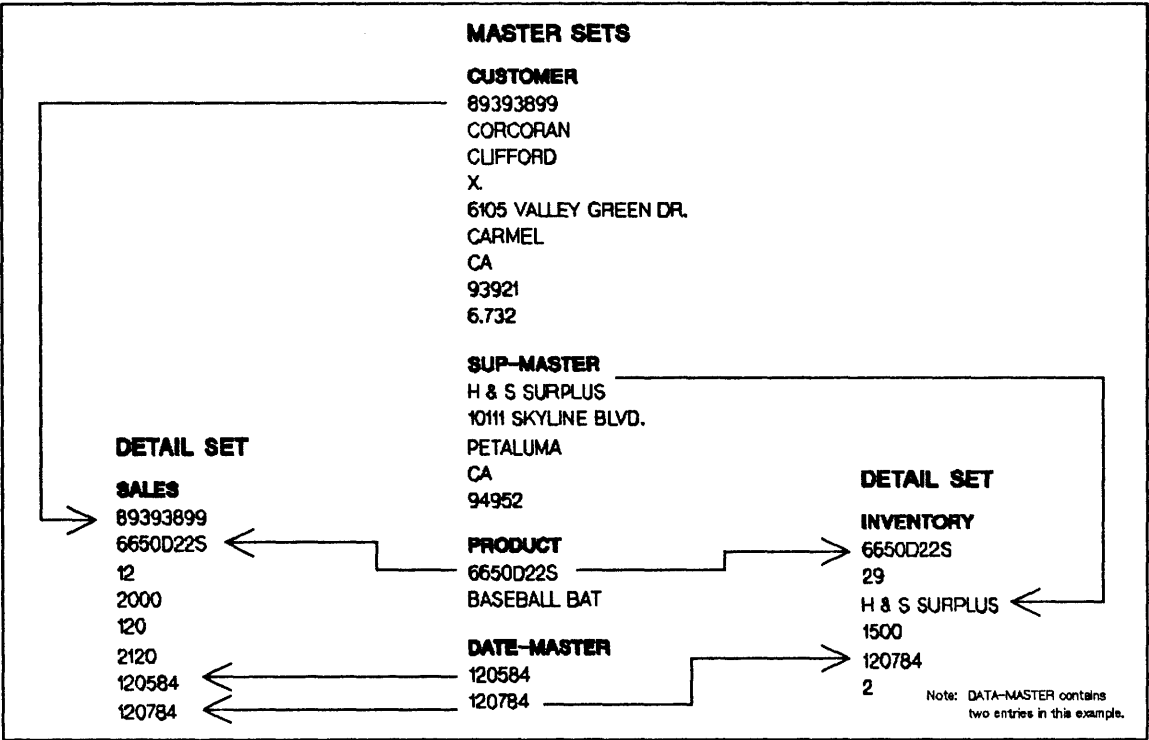 MASTER SETS
CUSTOMER
89393899
CORCORAN
CLIFFORD
X.
6105 VALLEY GREEN DR.
CARMEL
CA
93921
6.732
SUP-MASTER
H & S SURPLUS
10111 SKYLINE BLVD.
PETALUMA
CA
94952
PRODUCT
6650D22S
BASEBALL BAT
DATE-MASTER
120584
120784
DETAIL SET
SALES
89393899
6650D22S
12
2000
120
2120
120584
120784
DETAIL SET
INVENTORY
6650D22S
29
H & S SURPLUS
1500
120784
2
Note: DATA-MASTER contains
two entries in this example.